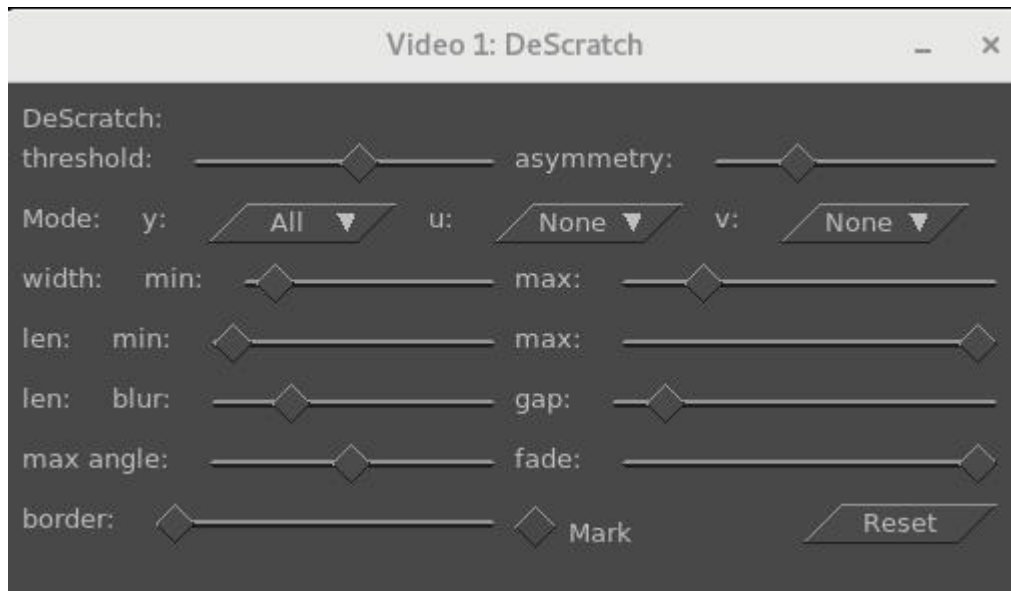 Video 1: DeScratch
DeScratch:
threshold: asymmetry:
Mode: y: All u: None v: None
width: min: max:
len: min: max:
len: blur: gap:
max angle: fade:
border: Mark Reset